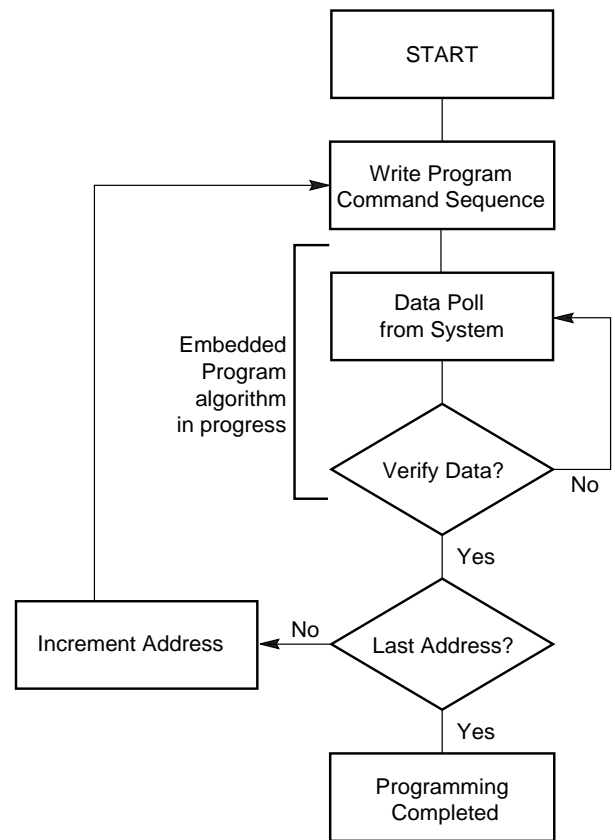 START
Write Program
Command Sequence
Data Poll
from System
Embedded
Program
algorithm
in progress
Verify Data?
No
Yes
Increment Address
No
Last Address?
Yes
Programming
Completed